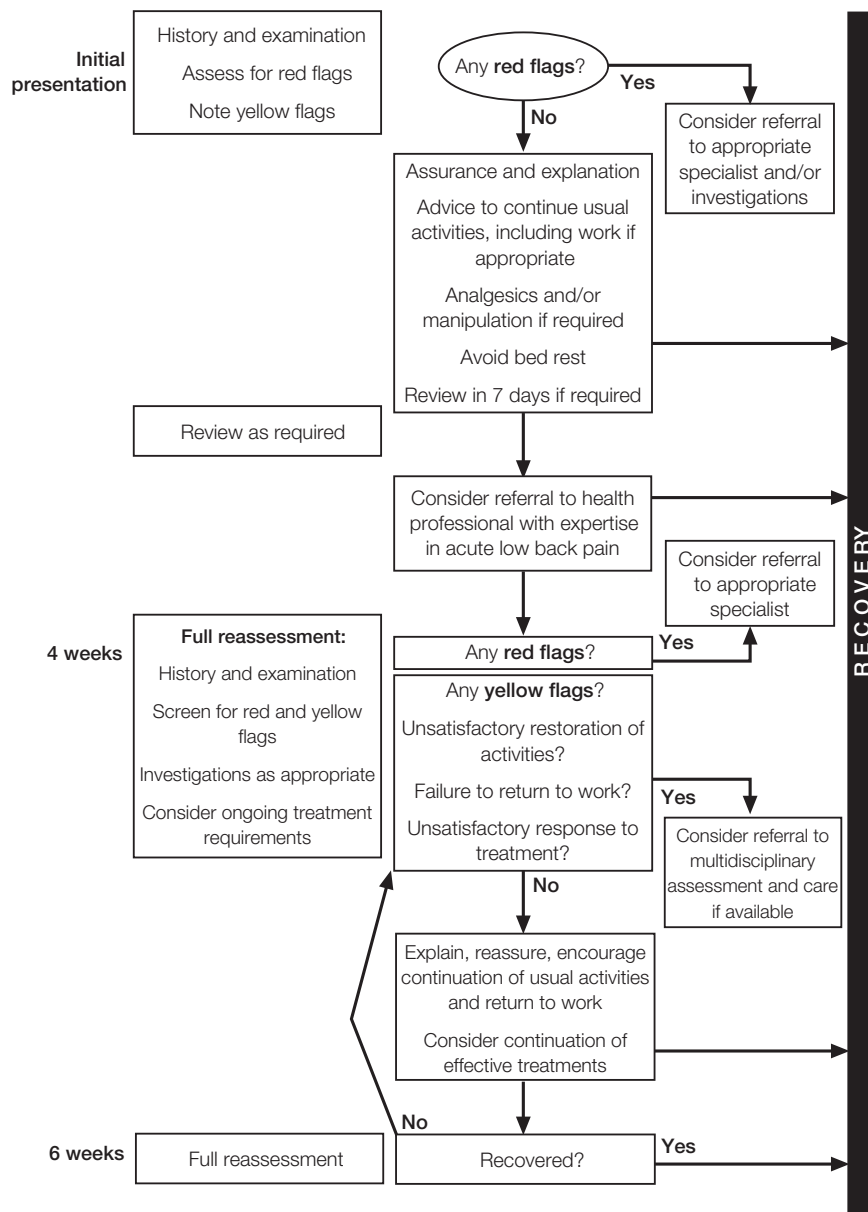 Initial
presentation
History and examination
Assess for red flags
Note yellow flags
Any red flags?
Yes
No
Consider referral
to appropriate
specialist and/or
investigations
Assurance and explanation
Advice to continue usual
activities, including work if
appropriate
Analgesics and/or
manipulation if required
Avoid bed rest
Review in 7 days if required
Review as required
Consider referral to health
professional with expertise
in acute low back pain
Consider referral
to appropriate
specialist
RECOVERY
4 weeks
Full reassessment:
History and examination
Screen for red and yellow
flags
Investigations as appropriate
Consider ongoing treatment
requirements
Any red flags?
Yes
Any yellow flags?
Unsatisfactory restoration of
activities?
Failure to return to work?
Unsatisfactory response to
treatment?
Yes
Consider referral to
multidisciplinary
assessment and care
if available
No
Explain, reassure, encourage
continuation of usual activities
and return to work
Consider continuation of
effective treatments
No
6 weeks
Full reassessment
Recovered?
Yes